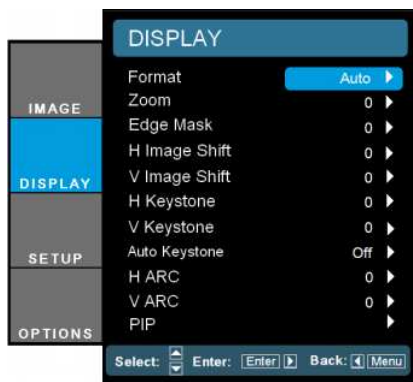 DISPLAY
IMAGE
DISPLAY
SETUP
OPTIONS
Format Auto
Zoom 0
Edge Mask 0
H Image Shift 0
V Image Shift 0
H Keystone 0
V Keystone 0
Auto Keystone Off
H ARC 0
V ARC 0
PIP
Select: Enter: Enter Back: Menu